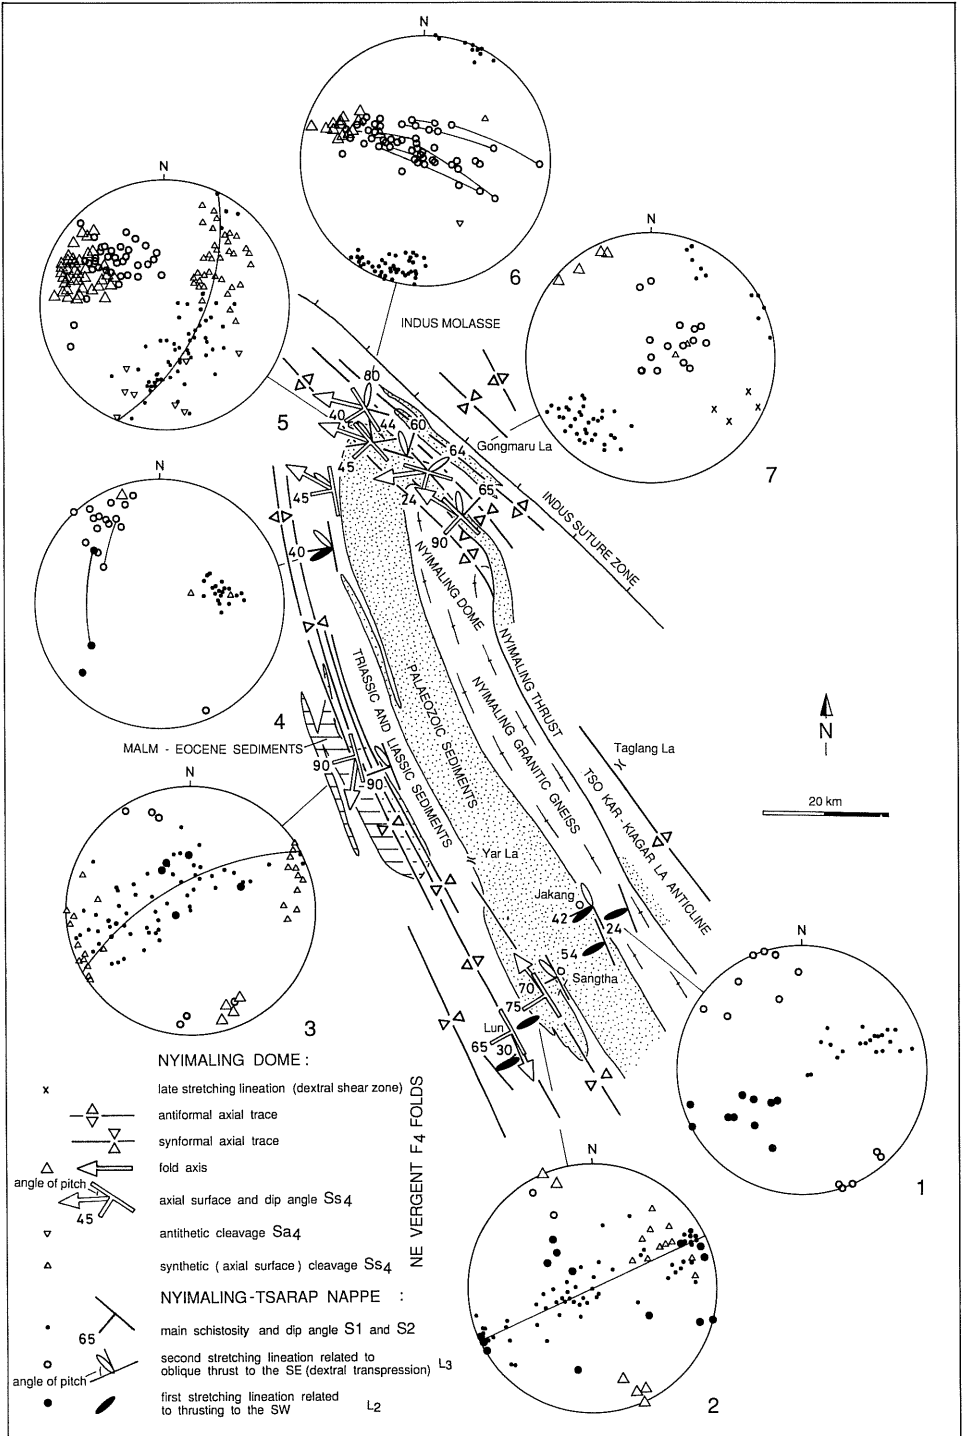 N
N
6
INDUS MOLASSE
N
5
80
40
44
60
45
64
Gongmaru La
7
N
45
24
65
90
INDUS SUTURE ZONE
40
NYIMALING DOME
4
NYIMALING THRUST
TRIASSIC AND LIASSIC SEDIMENTS
PALAEOZOIC SEDIMENTS
NYIMALING GRANITIC GNEISS
N
MALM - EOCENE SEDIMENTS
Taglang La
90
90
TSO KAR - KIAGAR LA ANTICLINE
20 km
N
Yar La
Jakang
42
24
54
N
Sangtha
70
75
Lun
65
30
3
1
NYIMALING DOME :
x late stretching lineation (dextral shear zone)
antiformal axial trace
synformal axial trace
fold axis
angle of pitch
axial surface and dip angle Ss4
45
antithetic cleavage Sa4
synthetic (axial surface) cleavage Ss4
NE VERGENT F4 FOLDS
N
NYIMALING-TSARAP NAPPE :
main schistosity and dip angle S1 and S2
65
second stretching lineation related to
oblique thrust to the SE (dextral transpression) L3
angle of pitch
first stretching lineation related
to thrusting to the SW L2
2